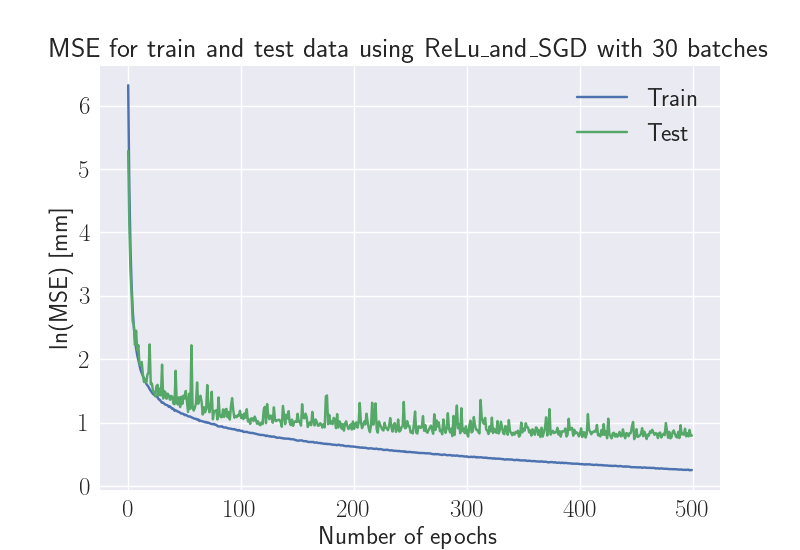 MSE for train and test data using ReLu_and_SGD with 30 batches
Train
Test
ln(MSE) [mm]
6
5
4
3
2
1
0
0 100 200 300 400 500
Number of epochs